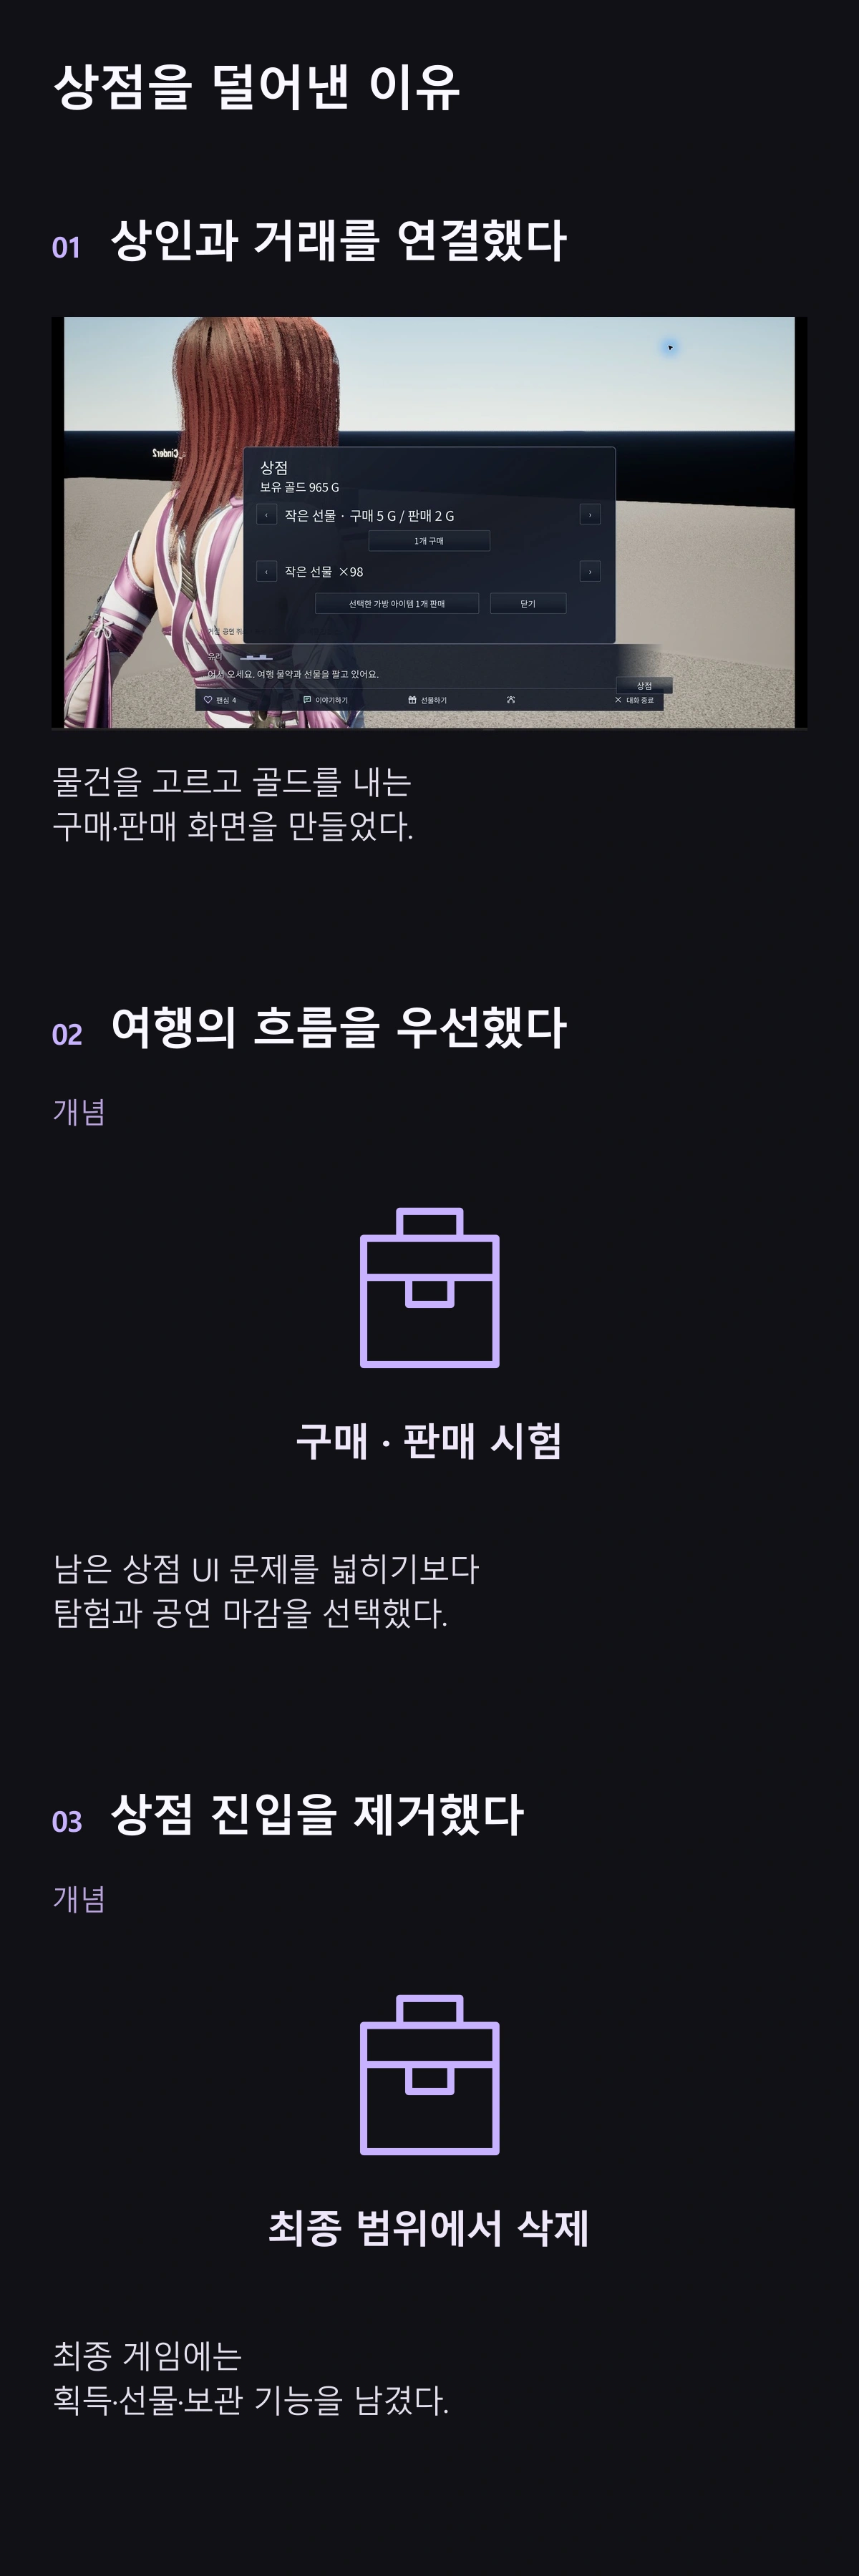 상점을 덜어낸 이유
01 상인과 거래를 연결했다
상점
보유 골드 965 G
‹ 작은 선물 · 구매 5 G / 판매 2 G ›
1개 구매
‹ 작은 선물 ×98 ›
선택한 가방 아이템 1개 판매 닫기
유리
어서 오세요. 여행 물약과 선물을 팔고 있어요.
상점
팬심 4 이야기하기 선물하기 대화 종료
물건을 고르고 골드를 내는
구매·판매 화면을 만들었다.
02 여행의 흐름을 우선했다
개념
구매 · 판매 시험
남은 상점 UI 문제를 넓히기보다
탐험과 공연 마감을 선택했다.
03 상점 진입을 제거했다
개념
최종 범위에서 삭제
최종 게임에는
획득·선물·보관 기능을 남겼다.